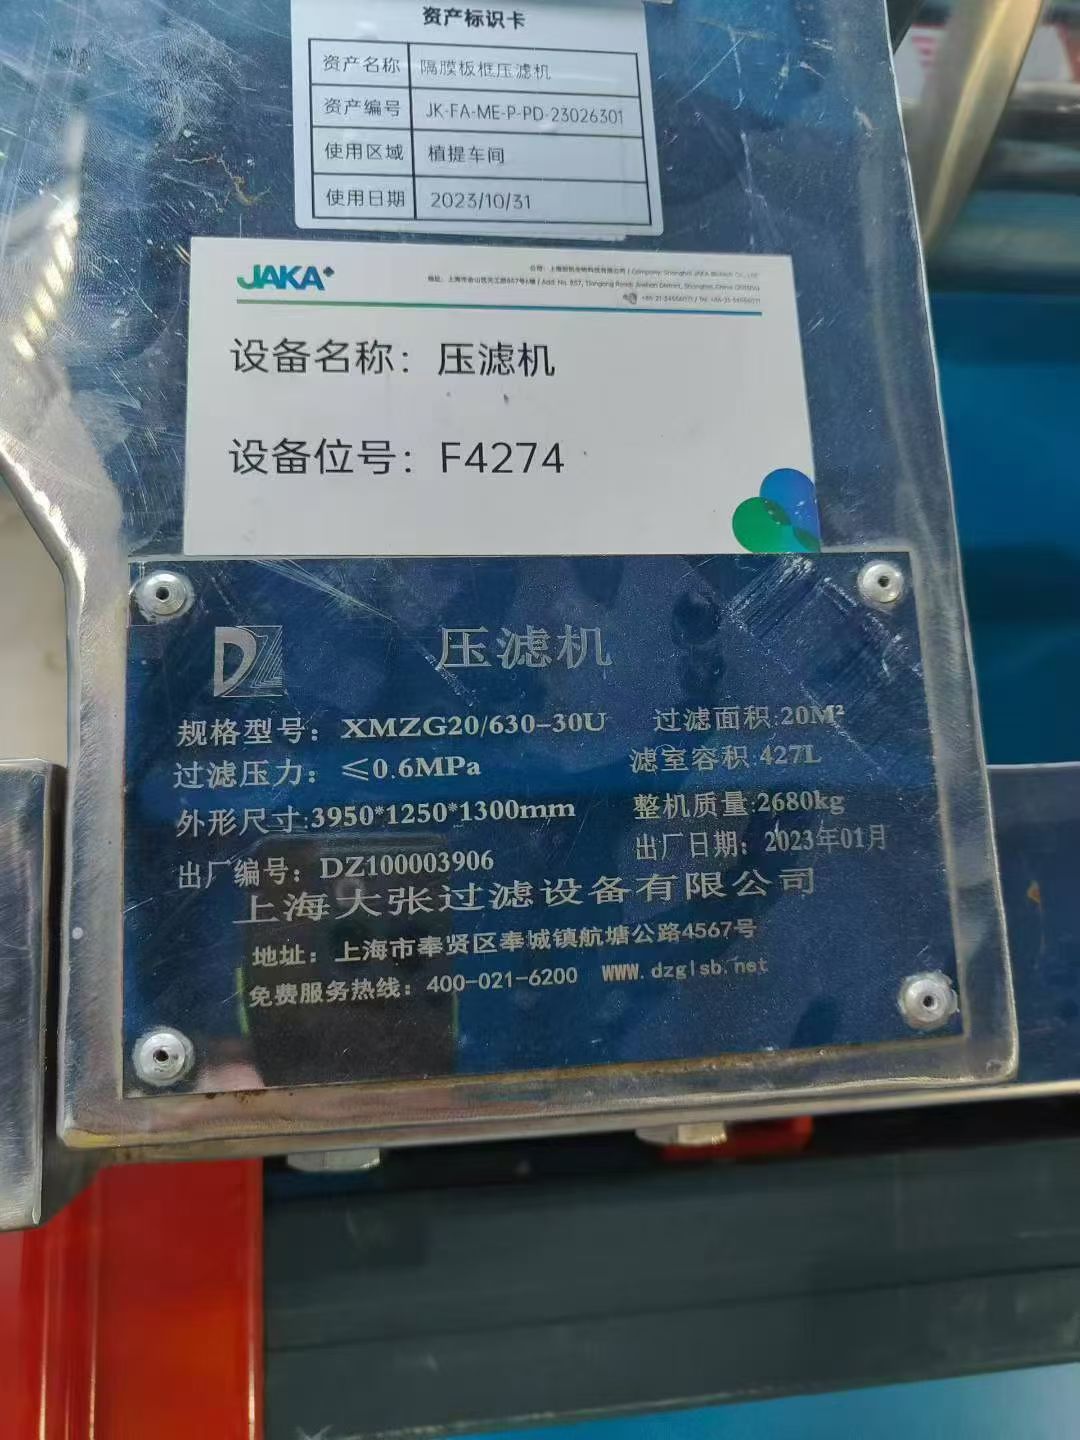 资产标识卡
资产名称 隔膜板框压滤机
资产编号 JK-FA-ME-P-PD-23026301
使用区域 植提车间
使用日期 2023/10/31
JAKA
设备名称：压滤机
设备位号：F4274
DZ 压滤机
规格型号：XMZG20/630-30U 过滤面积:20M²
过滤压力：≤0.6MPa 滤室容积:427L
外形尺寸:3950*1250*1300mm 整机质量:2680kg
出厂编号：DZ100003906 出厂日期：2023年01月
上海大张过滤设备有限公司
地址：上海市奉贤区奉城镇航塘公路4567号
免费服务热线：400-021-6200 WWW.dzglsb.net